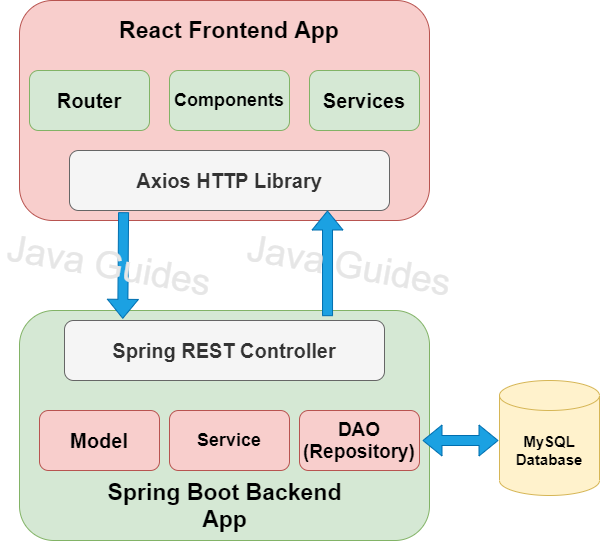 React Frontend App
Router
Components
Services
Axios HTTP Library
Java Guides
Java Guides
Spring REST Controller
Model
Service
DAO
(Repository)
MySQL
Database
Spring Boot Backend
App